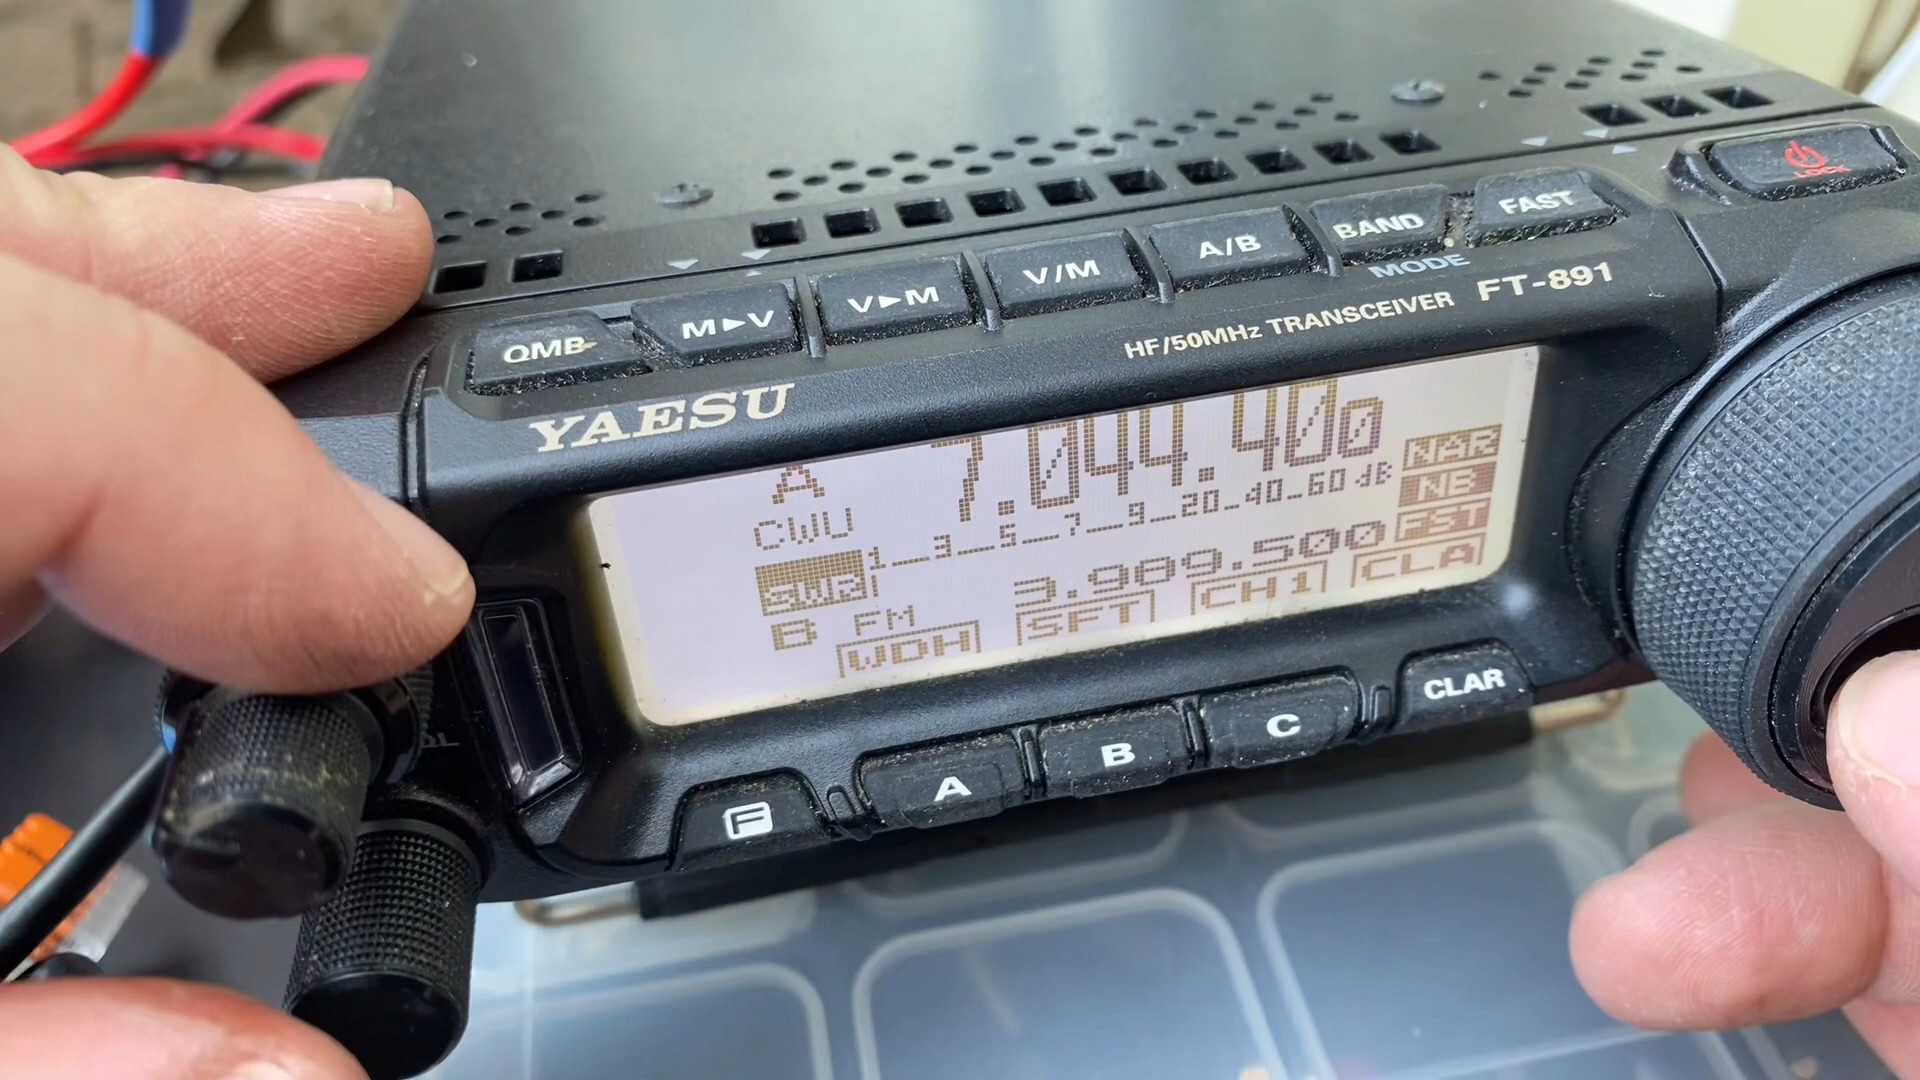 LOCK
QMB M►V V►M V/M A/B BAND FAST
MODE
HF/50MHz TRANSCEIVER FT-891
YAESU
A 7.044.400 NAR
CWU 1 3 5 7 9 20 40 60 dB NB
SWR FST
B FM 3.909.500
WDH SFT CH1 CLA
F A B C CLAR